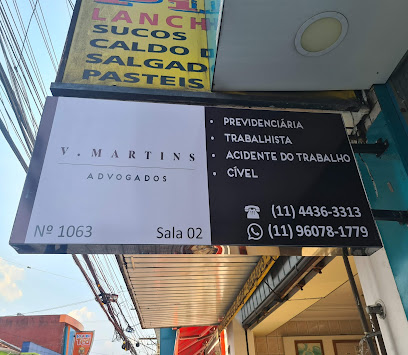 LANCH
SUCOS
CALDO D
SALGAD
PASTEIS
V. MARTINS
ADVOGADOS
Nº 1063
Sala 02
• PREVIDENCIÁRIA
• TRABALHISTA
• ACIDENTE DO TRABALHO
• CÍVEL
☎ (11) 4436-3313
(11) 96078-1779